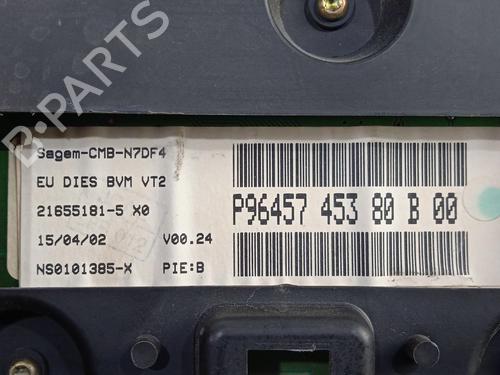 Sagem-CMB-N7DF4
EU DIES BVM VT2
21655181-5 X0
15/04/02 V00.24
NS0101385-X PIE:B
P96457 453 80 B 00
B-PARTS